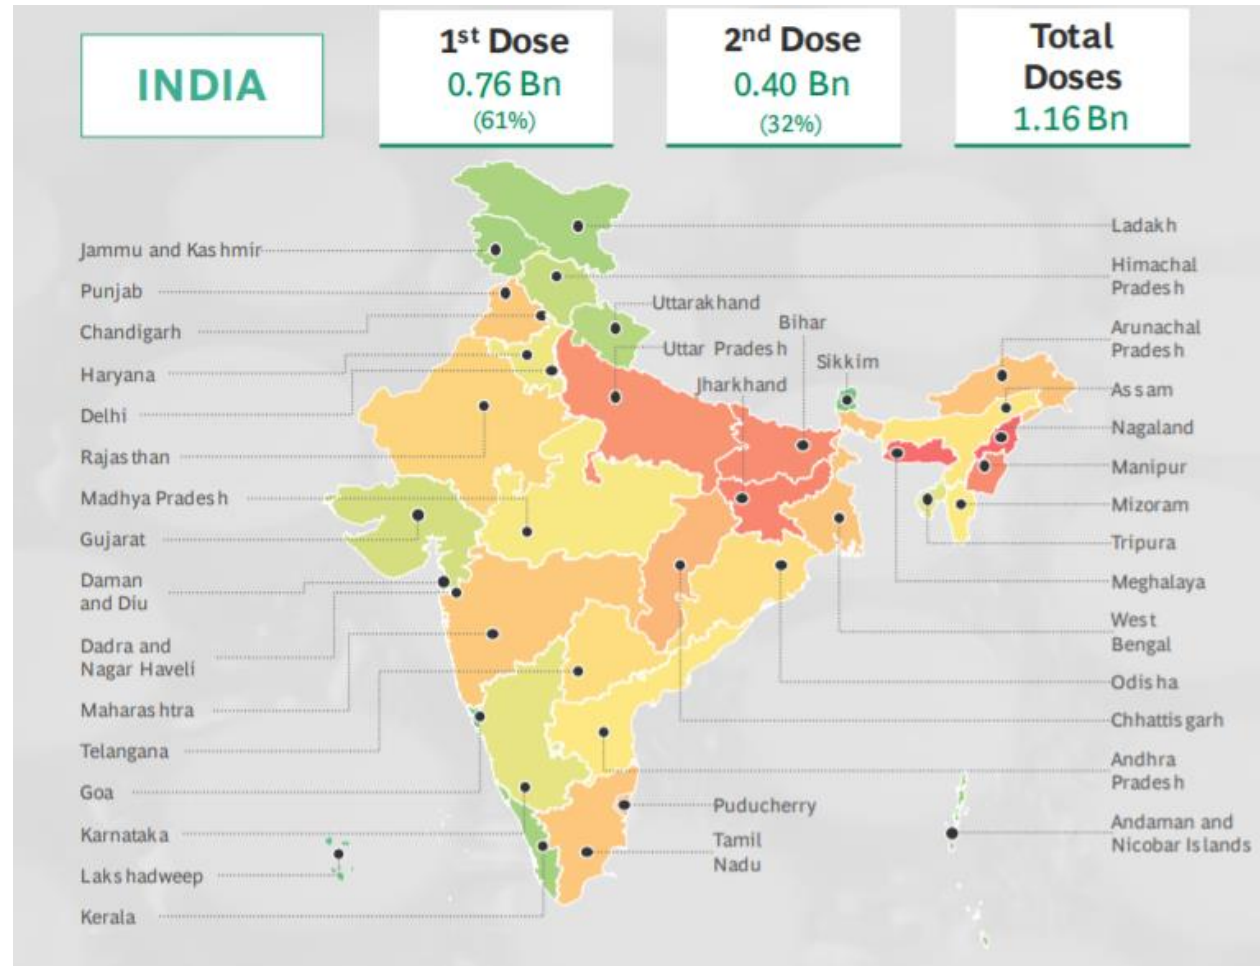 INDIA
1st Dose
0.76 Bn
(61%)
2nd Dose
0.40 Bn
(32%)
Total
Doses
1.16 Bn
Jammu and Kashmir
Punjab
Chandigarh
Haryana
Delhi
Rajasthan
Madhya Pradesh
Gujarat
Daman
and Diu
Dadra and
Nagar Haveli
Maharashtra
Telangana
Goa
Karnataka
Lakshadweep
Kerala
Uttarakhand
Uttar Pradesh
Jharkhand
Bihar
Sikkim
Puducherry
Tamil
Nadu
Ladakh
Himachal
Pradesh
Arunachal
Pradesh
Assam
Nagaland
Manipur
Mizoram
Tripura
Meghalaya
West
Bengal
Odisha
Chhattisgarh
Andhra
Pradesh
Andaman and
Nicobar Islands